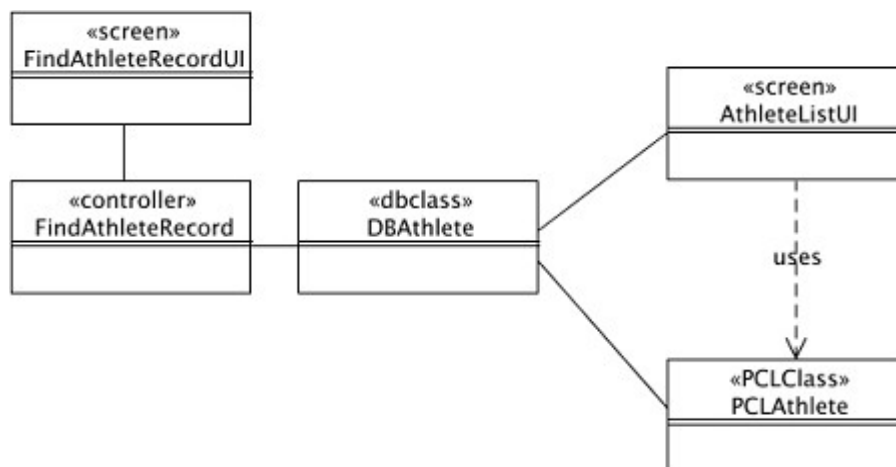 «screen»
FindAthleteRecordUI
«screen»
AthleteListUI
«controller»
FindAthleteRecord
«dbclass»
DBAthlete
uses
«PCLClass»
PCLAthlete